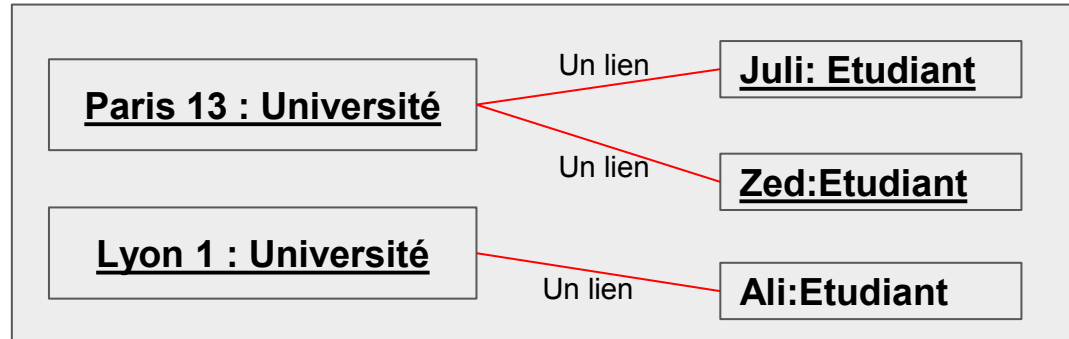 Un lien
Juli: Etudiant
Paris 13 : Université
Un lien
Zed:Etudiant
Lyon 1 : Université
Un lien
Ali:Etudiant